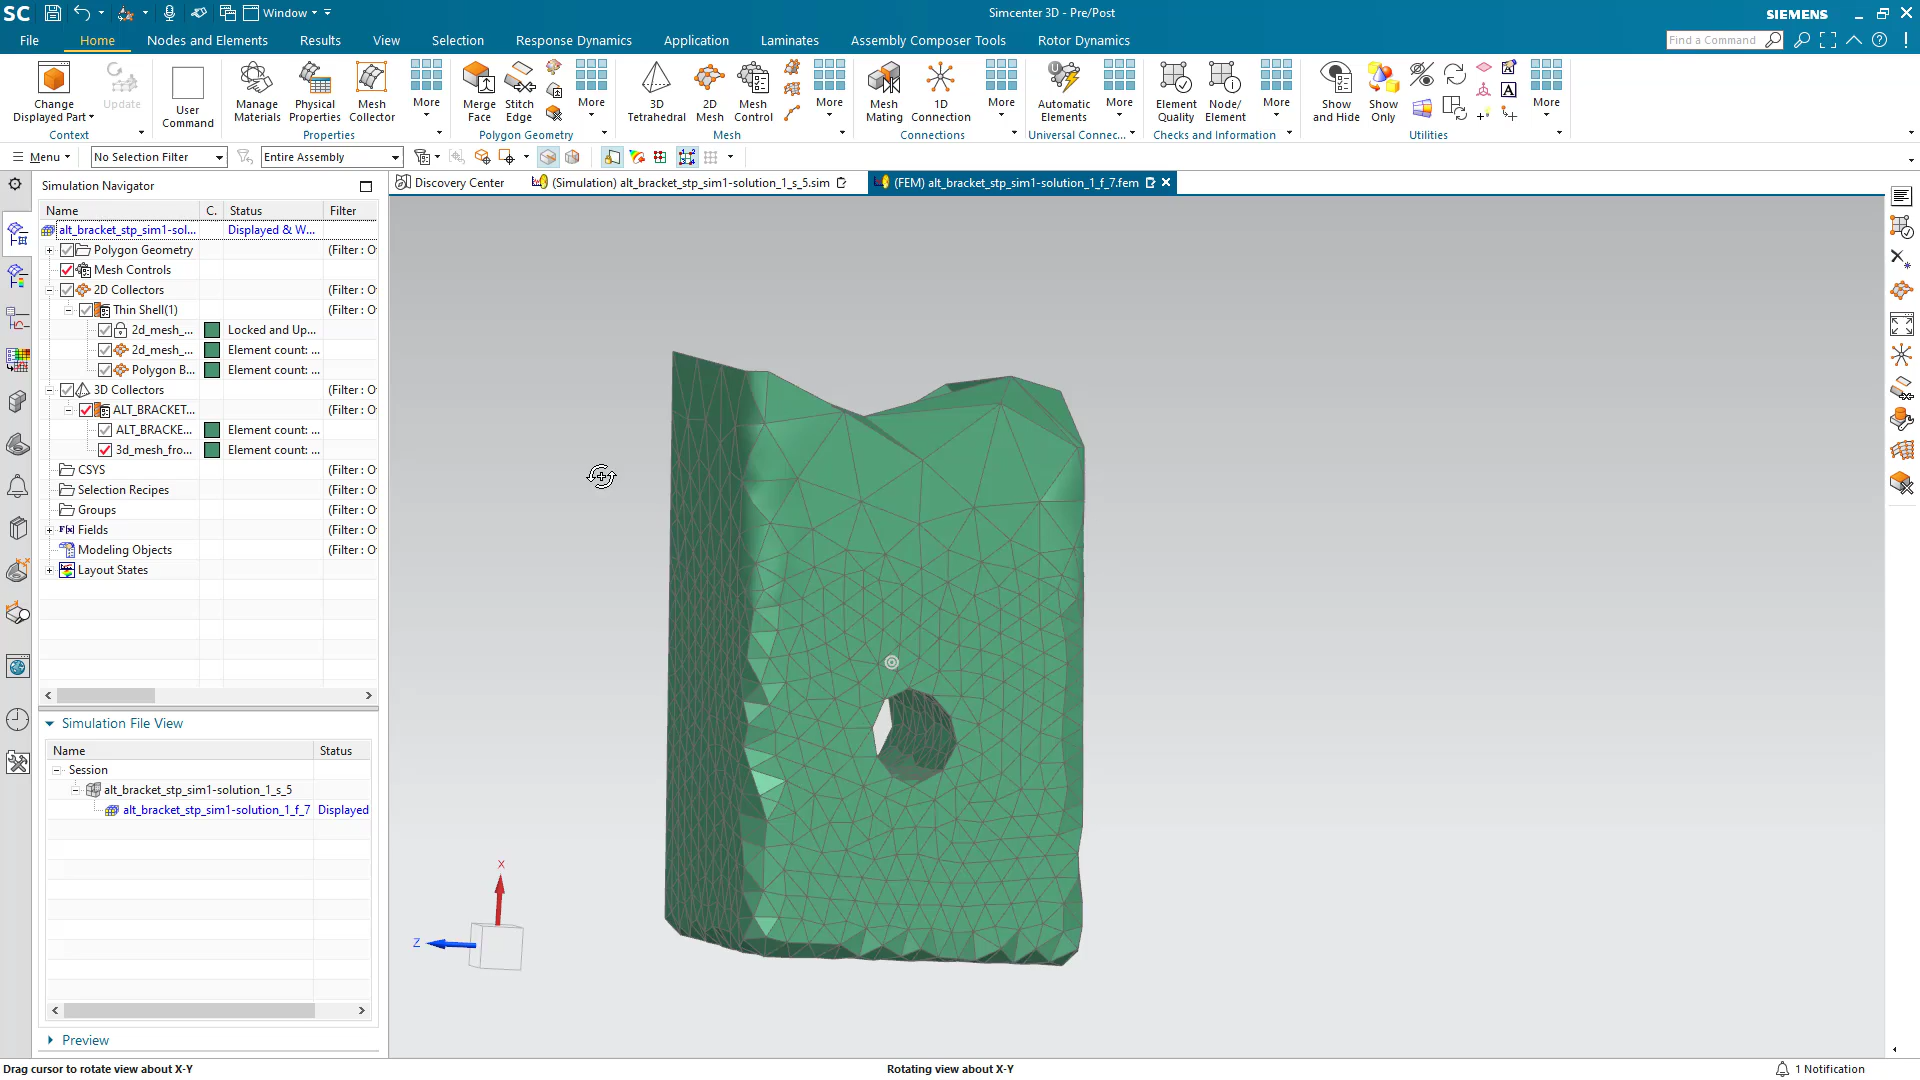 SC Window Simcenter 3D - Pre/Post SIEMENS
File Home Nodes and Elements Results View Selection Response Dynamics Application Laminates Assembly Composer Tools Rotor Dynamics Find a Command
Change Displayed Part
Update
User Command
Manage Materials
Physical Properties
Mesh Collector
More
Merge Face
Stitch Edge
More
3D Tetrahedral
2D Mesh
Mesh Control
More
Mesh Mating
1D Connection
More
Automatic Elements
More
Element Quality
Node/ Element
More
Show and Hide
Show Only
More
Context Properties Polygon Geometry Mesh Connections Universal Connec... Checks and Information Utilities
Menu No Selection Filter Entire Assembly
Simulation Navigator
Discovery Center (Simulation) alt_bracket_stp_sim1-solution_1_s_5.sim (FEM) alt_bracket_stp_sim1-solution_1_f_7.fem
Name C. Status Filter
alt_bracket_stp_sim1-sol... Displayed & W...
Polygon Geometry (Filter : O
Mesh Controls
2D Collectors (Filter : O
Thin Shell(1) (Filter : O
2d_mesh_... Locked and Up...
2d_mesh_... Element count: ...
Polygon B... Element count: ...
3D Collectors (Filter : O
ALT_BRACKET... (Filter : O
ALT_BRACKE... Element count: ...
3d_mesh_fro... Element count: ...
CSYS (Filter : O
Selection Recipes (Filter : O
Groups (Filter : O
F(x) Fields (Filter : O
Modeling Objects (Filter : O
Layout States
Simulation File View
Name Status
Session
alt_bracket_stp_sim1-solution_1_s_5
alt_bracket_stp_sim1-solution_1_f_7 Displayed
X
Z
Preview
Drag cursor to rotate view about X-Y Rotating view about X-Y 1 Notification